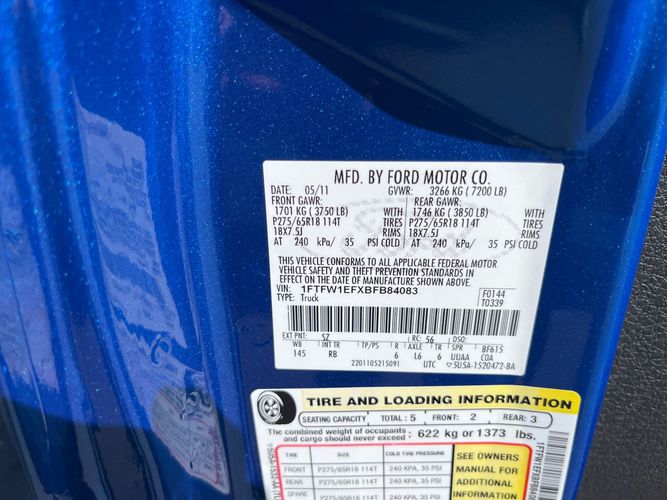 MFD. BY FORD MOTOR CO.
DATE: 05/11 GVWR: 3266 KG (7200 LB)
FRONT GAWR: REAR GAWR:
1701 KG (3750 LB) 1746 KG (3850 LB)
P275/65R18 114T TIRES P275/65R18 114T TIRES
18X7.5J RIMS 18X7.5J RIMS
AT 240 kPa/ 35 PSI COLD AT 240 kPa/ 35 PSI COLD
THIS VEHICLE CONFORMS TO ALL APPLICABLE FEDERAL MOTOR
VEHICLE SAFETY AND THEFT PREVENTION STANDARDS IN
EFFECT ON THE DATE OF MANUFACTURE SHOWN ABOVE.
VIN: 1FTFW1EFXBFB84083
TYPE: Truck
F0144
T0339
EXT PNT: SZ RC: 56 DSO:
WB INT TR TP/PS R AXLE TR SPR BF615
145 RB 6 L6 6 UUAA COA
2201105215091 UTC 5U5A-1520472-BA
TIRE AND LOADING INFORMATION
SEATING CAPACITY TOTAL : 5 FRONT: 2 REAR: 3
The combined weight of occupants
and cargo should never exceed : 622 kg or 1373 lbs.
TIRE SIZE COLD TIRE PRESSURE
FRONT P275/65R18 114T 240 KPA, 35 PSI
REAR P275/65R18 114T 240 KPA, 35 PSI
SPARE P275/65R18 114T 240 KPA, 35 PSI
SEE OWNERS
MANUAL FOR
ADDITIONAL
INFORMATION